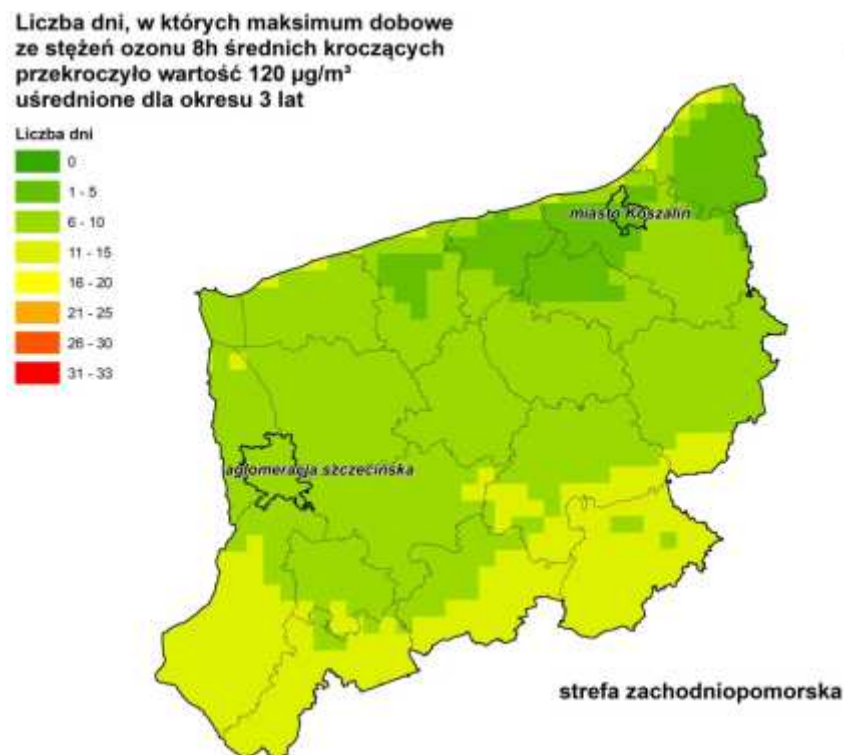 Liczba dni, w których maksimum dobowe
ze stężeń ozonu 8h średnich kroczących
przekroczyło wartość 120 µg/m³
uśrednione dla okresu 3 lat
Liczba dni
0
1 - 5
6 - 10
11 - 15
16 - 20
21 - 25
26 - 30
31 - 33
miasto Koszalin
aglomeracja szczecińska
strefa zachodniopomorska